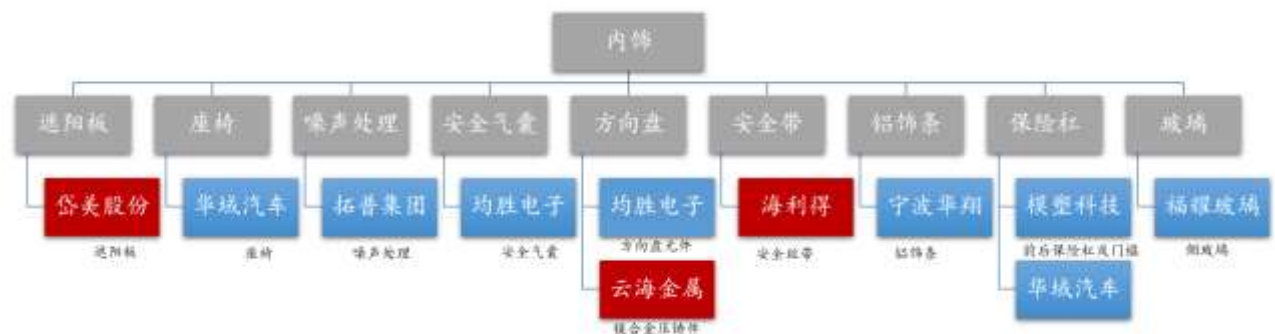 内饰
遮阳板 座椅 噪声处理 安全气囊 方向盘 安全带 铝饰条 保险杠 玻璃
岱美股份 华域汽车 拓普集团 均胜电子 均胜电子 海利得 宁波华翔 模塑科技 福耀玻璃
遮阳板 座椅 噪声处理 安全气囊 方向盘元件 安全丝带 铝饰条 前后保险杠及门槛 侧玻璃
云海金属 华域汽车
镁合金压铸件